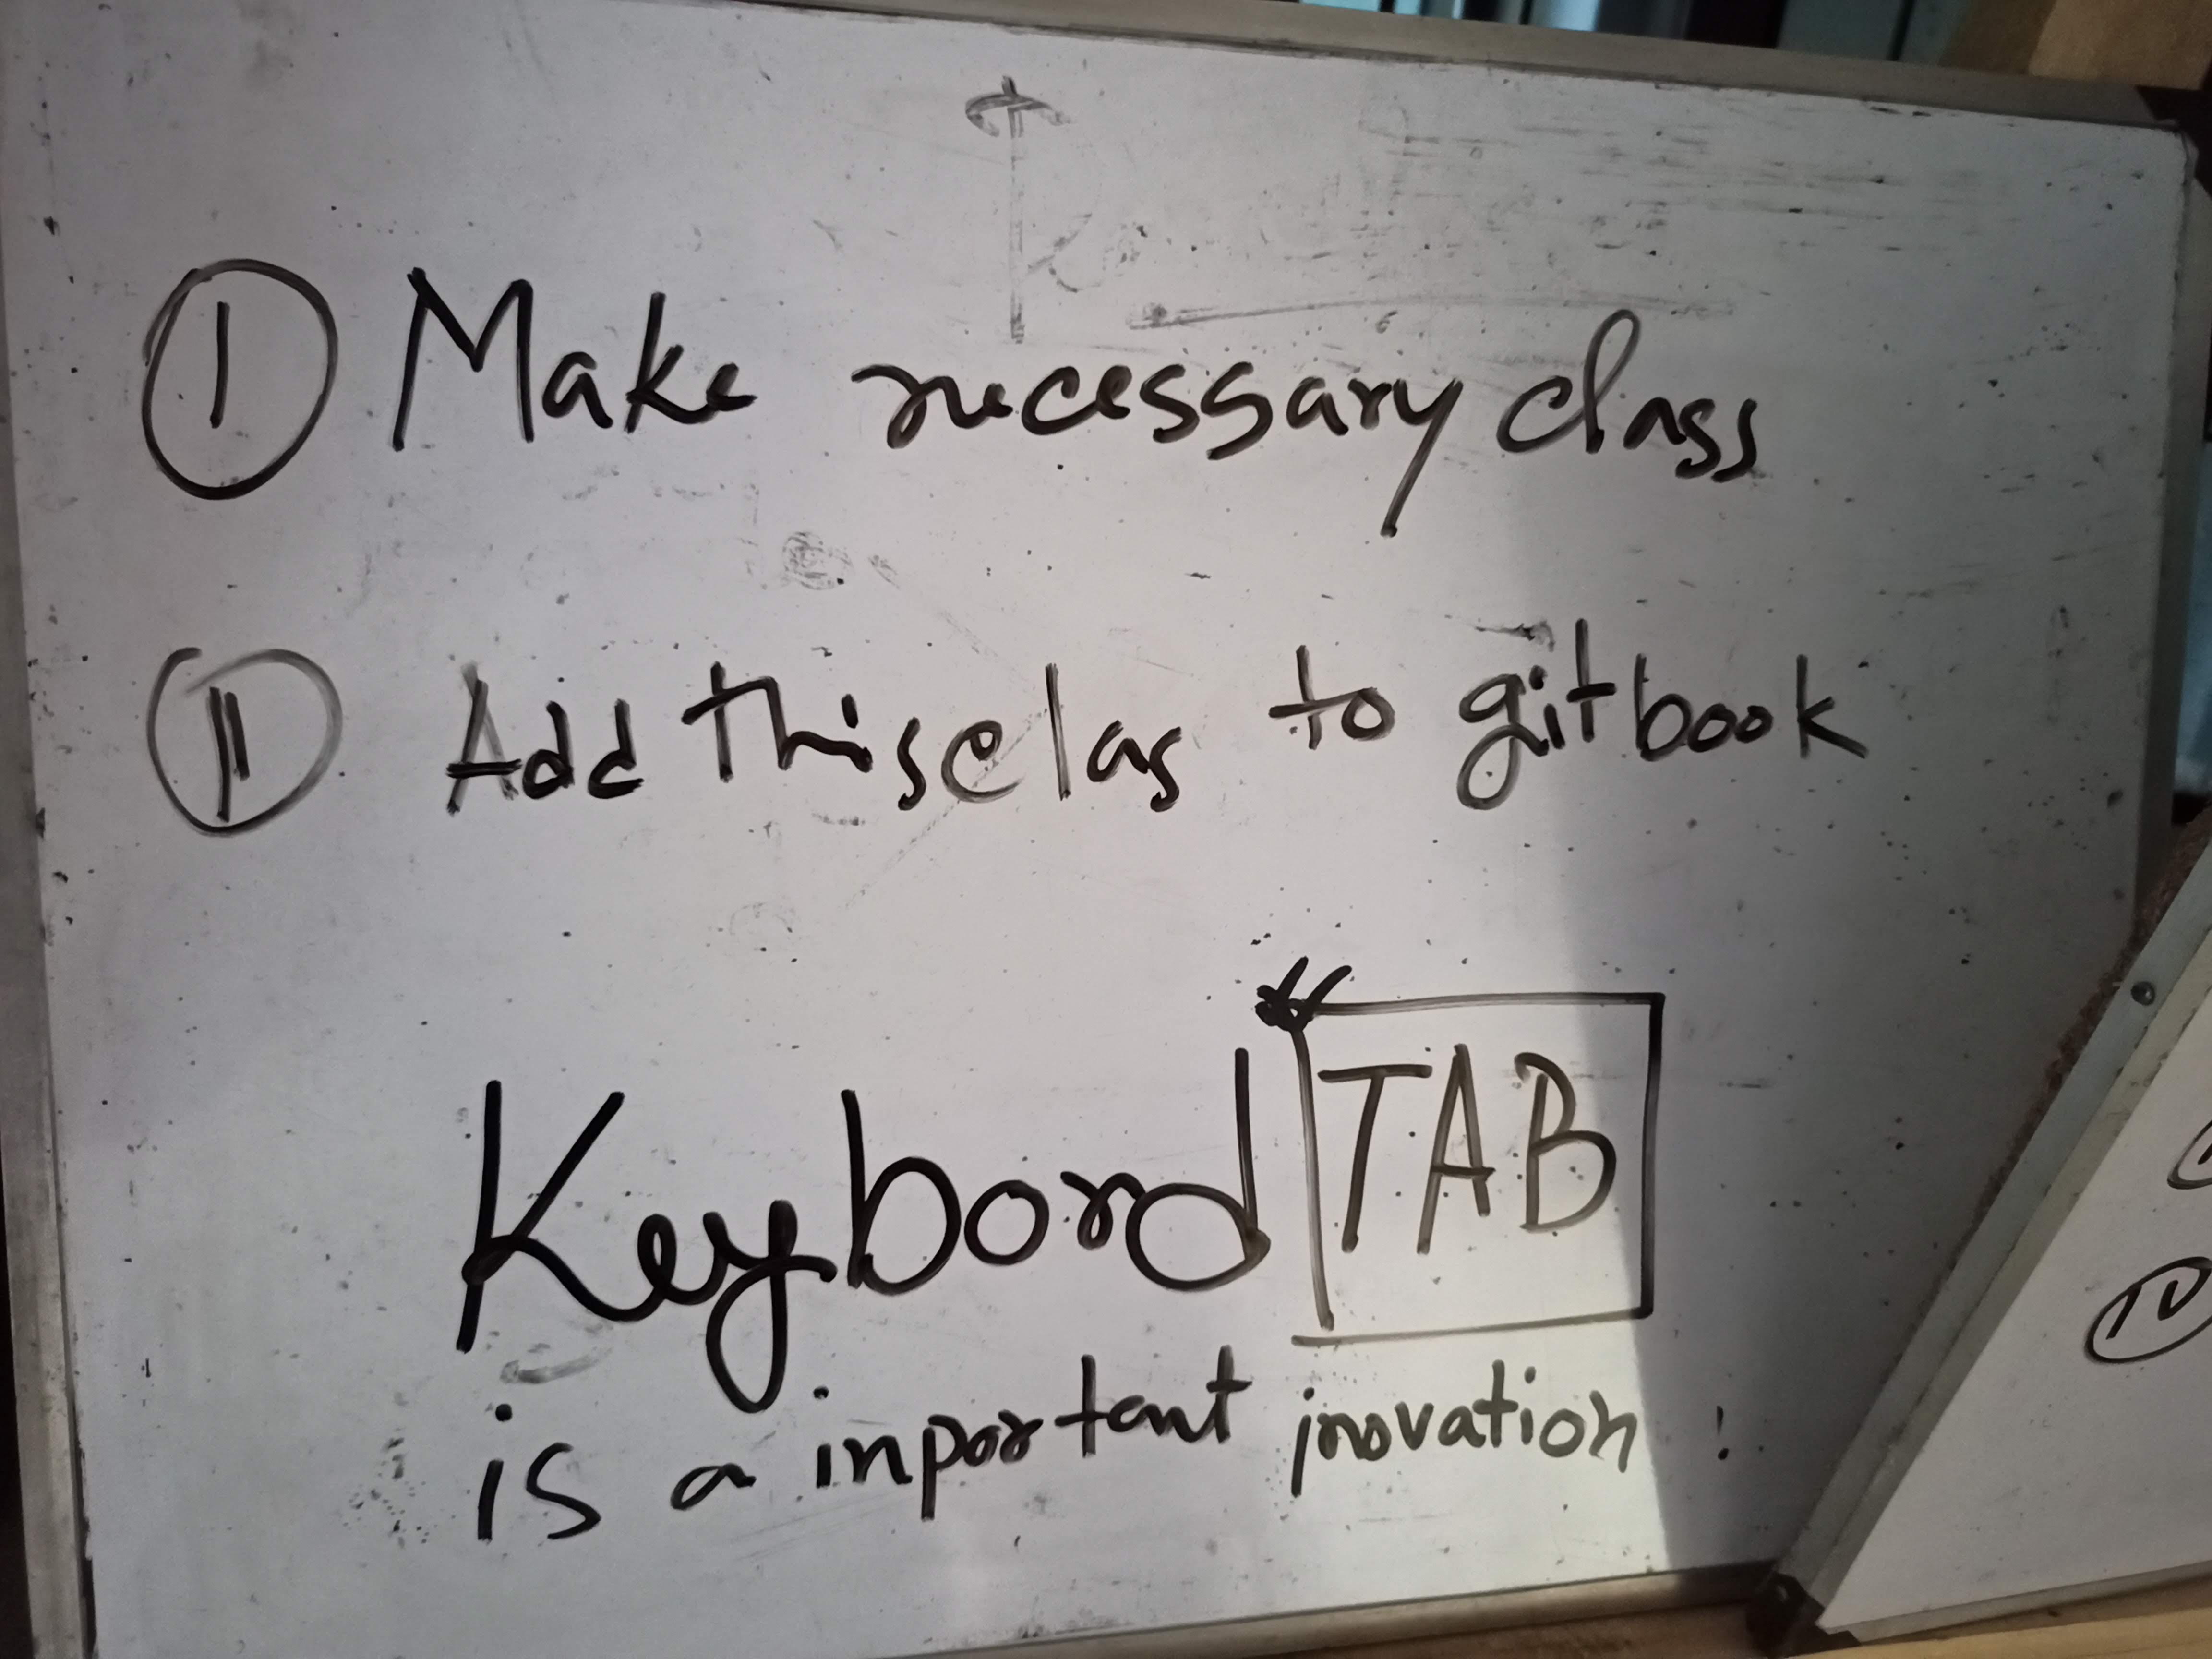 I Make necessary class
II Add this clas to gitbook
Keybord TAB
is a inportant inovation !
IV